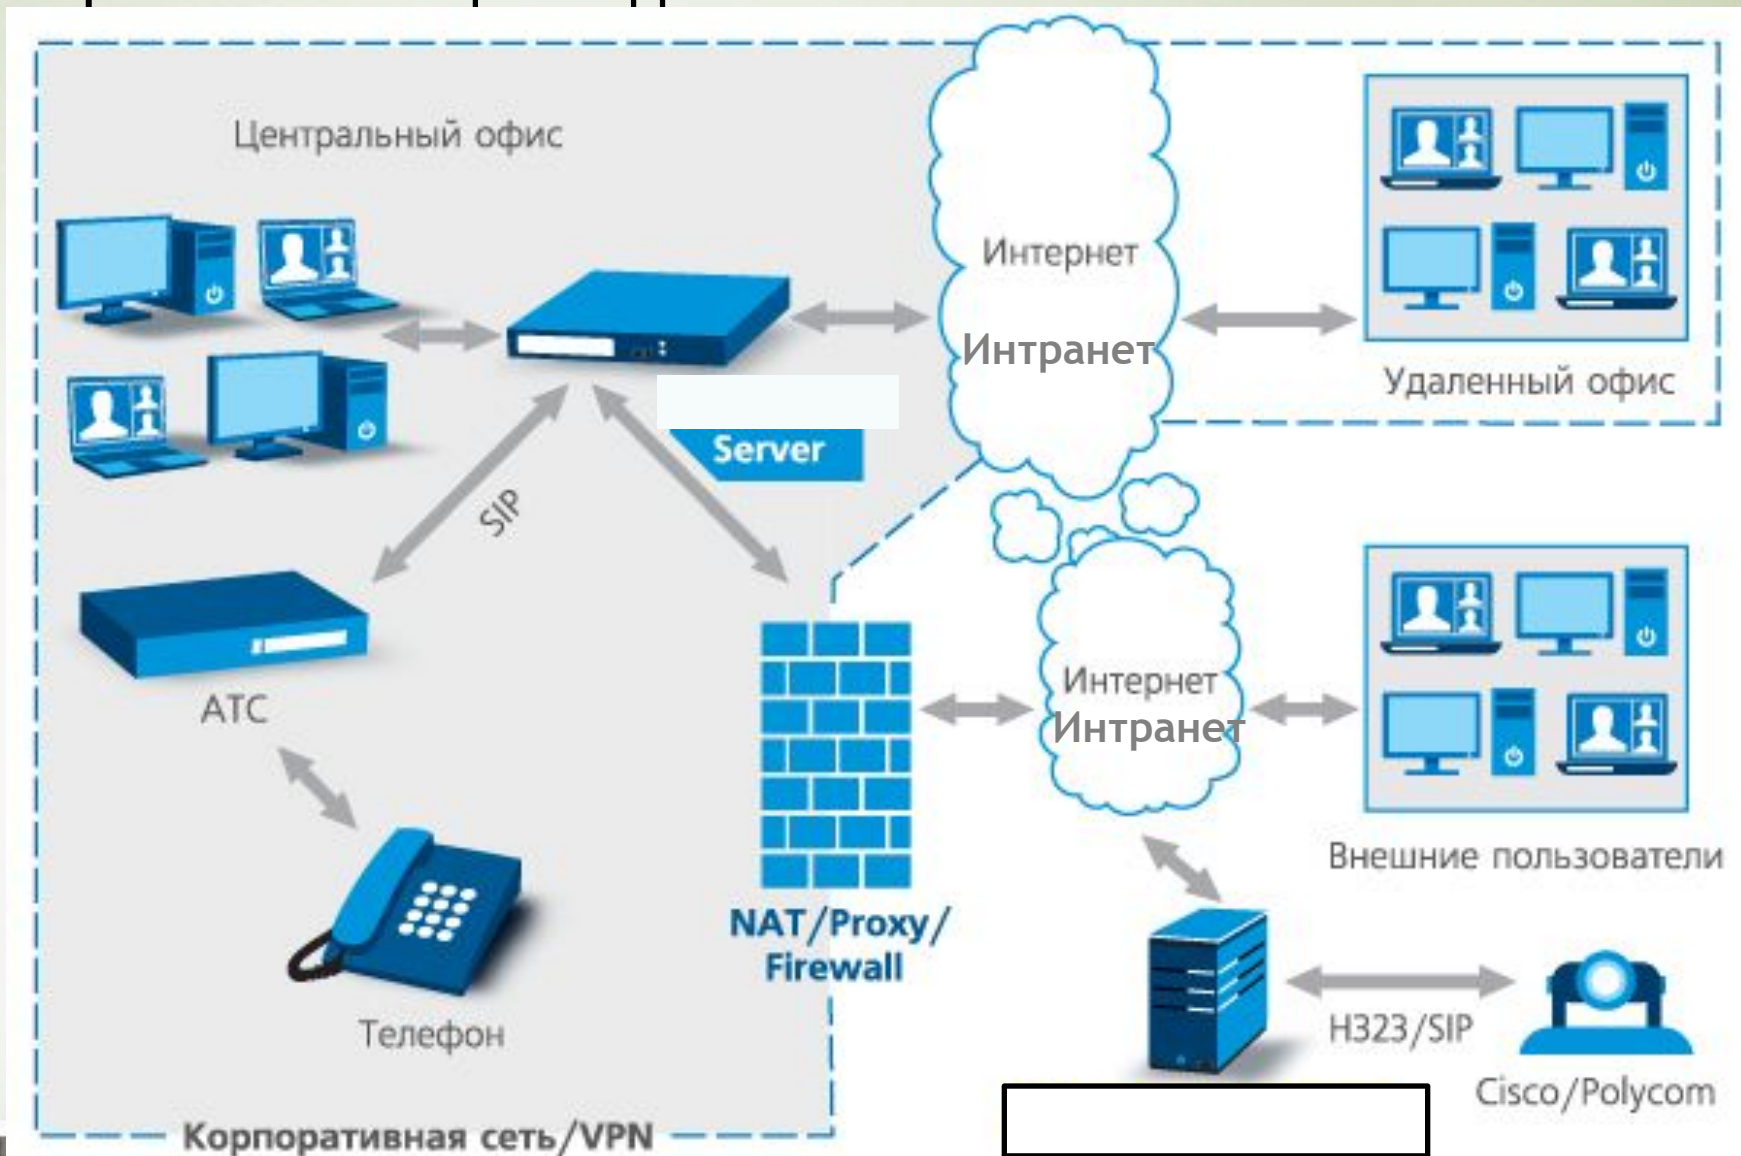 Центральный офис
Интернет
Интранет
Удаленный офис
Server
SIP
АТС
Интернет
Интранет
Внешние пользователи
NAT/Proxy/
Firewall
Телефон
H323/SIP
Cisco/Polycom
Корпоративная сеть/VPN